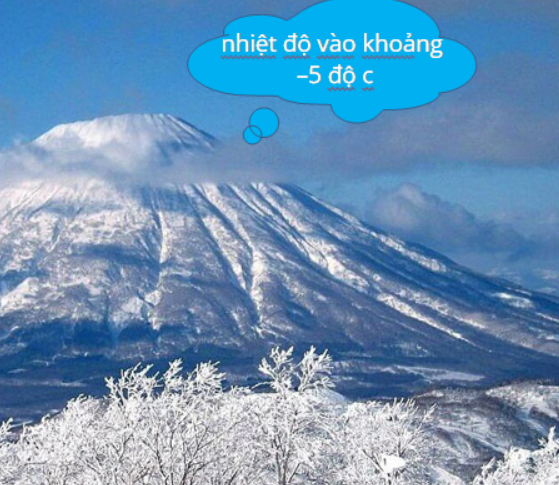 nhiệt độ vào khoảng
–5 độ c